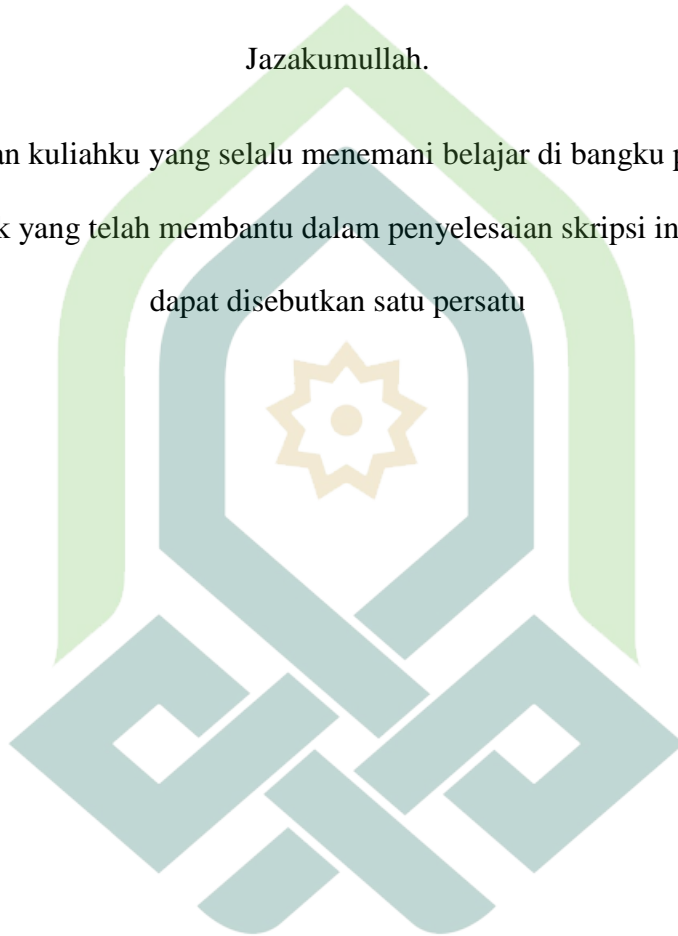 Jazakumullah.
an kuliahku yang selalu menemani belajar di bangku p
k yang telah membantu dalam penyelesaian skripsi in
dapat disebutkan satu persatu